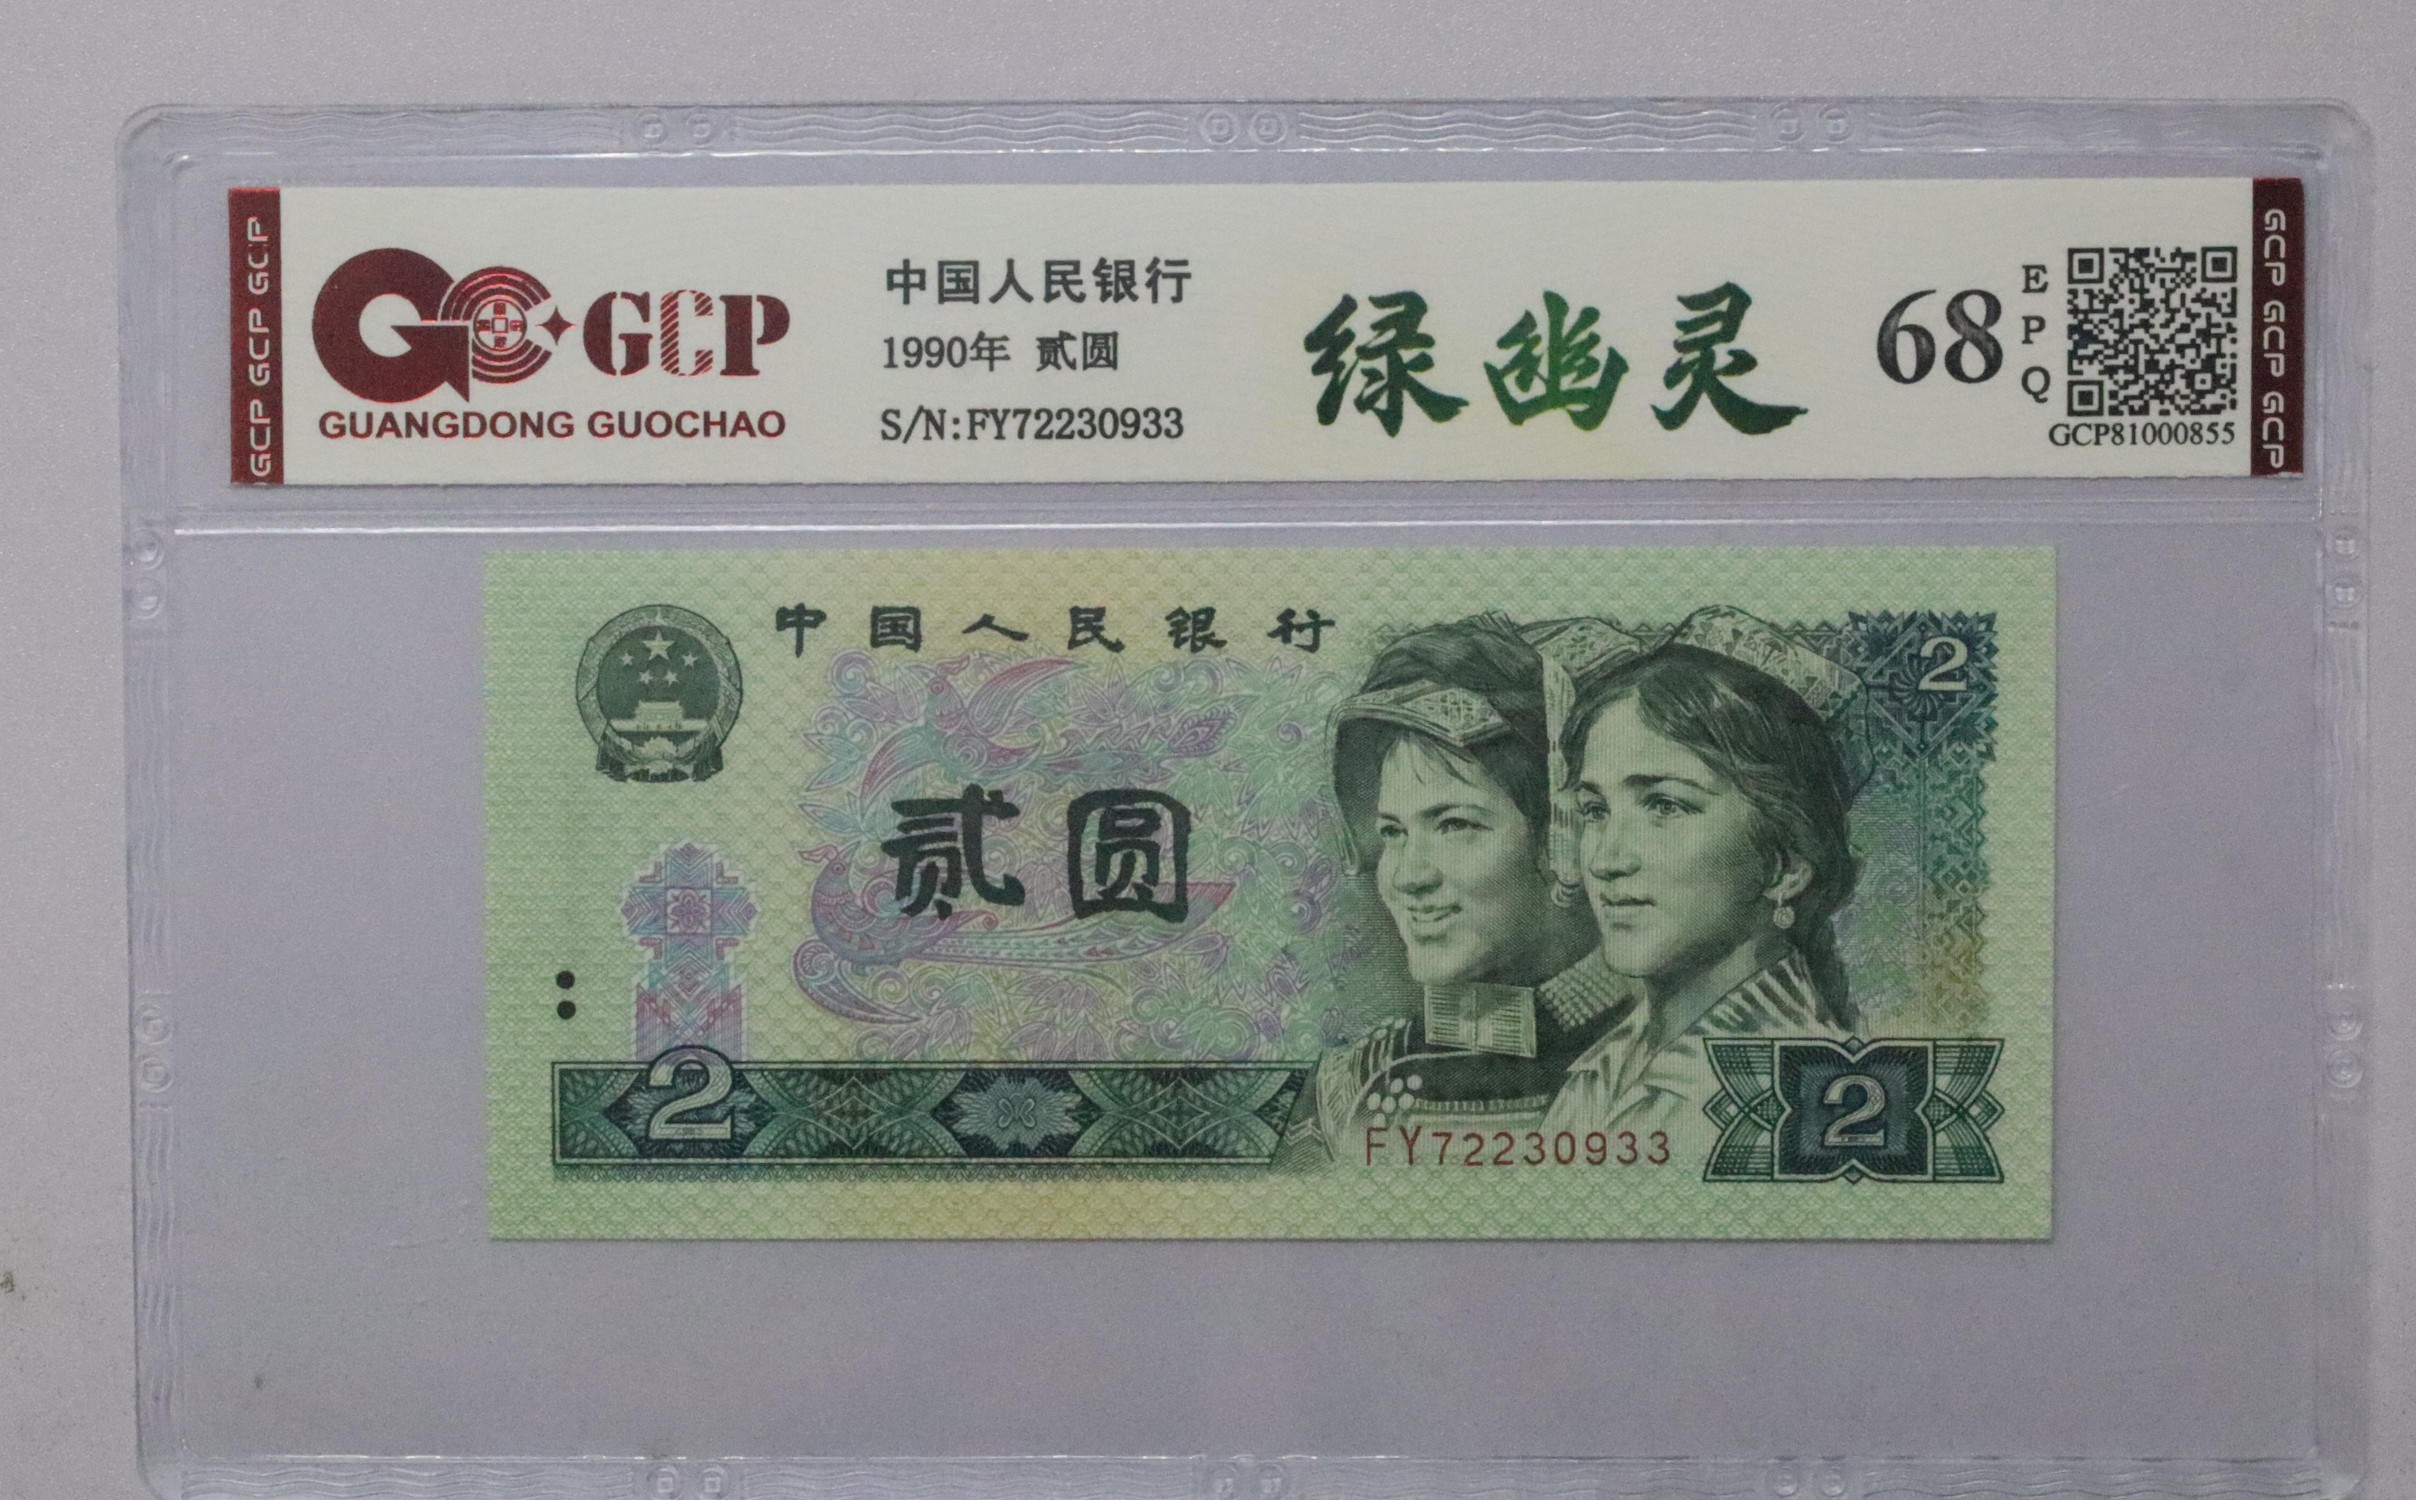 GCP GCP GCP
GCP
GUANGDONG GUOCHAO
中国人民银行
1990年 贰圆
S/N:FY72230933
绿幽灵
68
E
P
Q
GCP81000855
GCP GCP GCP
中国人民银行
2
贰圆
2
FY72230933
2